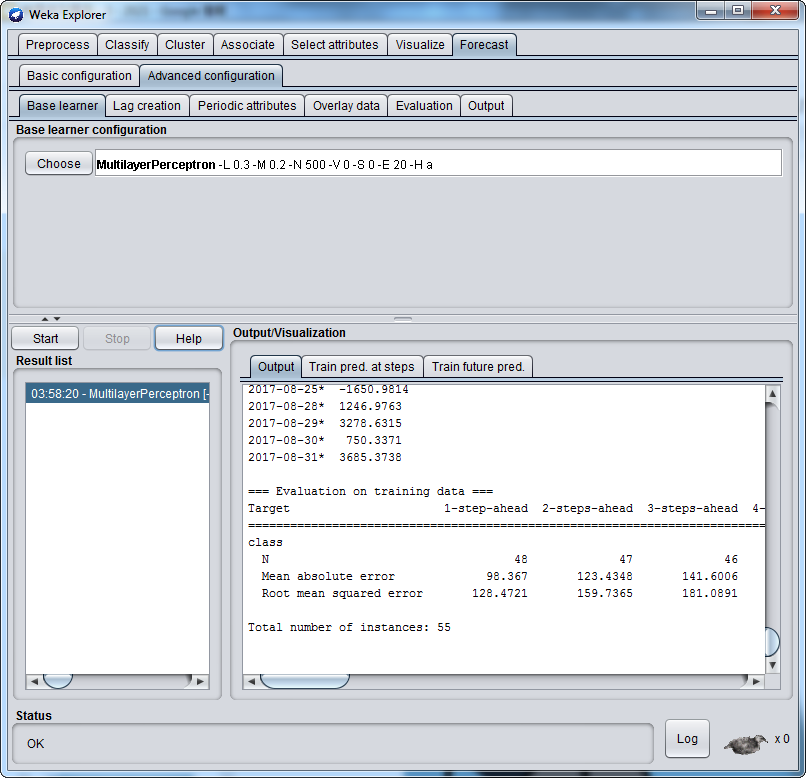 Weka Explorer
Preprocess Classify Cluster Associate Select attributes Visualize Forecast
Basic configuration Advanced configuration
Base learner Lag creation Periodic attributes Overlay data Evaluation Output
Base learner configuration
Choose MultilayerPerceptron -L 0.3 -M 0.2 -N 500 -V 0 -S 0 -E 20 -H a
Start Stop Help
Result list
03:58:20 - MultilayerPerceptron [-
Output/Visualization
Output Train pred. at steps Train future pred.
2017-08-25* -1650.9814
2017-08-28* 1246.9763
2017-08-29* 3278.6315
2017-08-30* 750.3371
2017-08-31* 3685.3738
=== Evaluation on training data ===
Target 1-step-ahead 2-steps-ahead 3-steps-ahead 4-
===========================================================================
class
N 48 47 46
Mean absolute error 98.367 123.4348 141.6006
Root mean squared error 128.4721 159.7365 181.0891
Total number of instances: 55
Status
OK
Log x 0